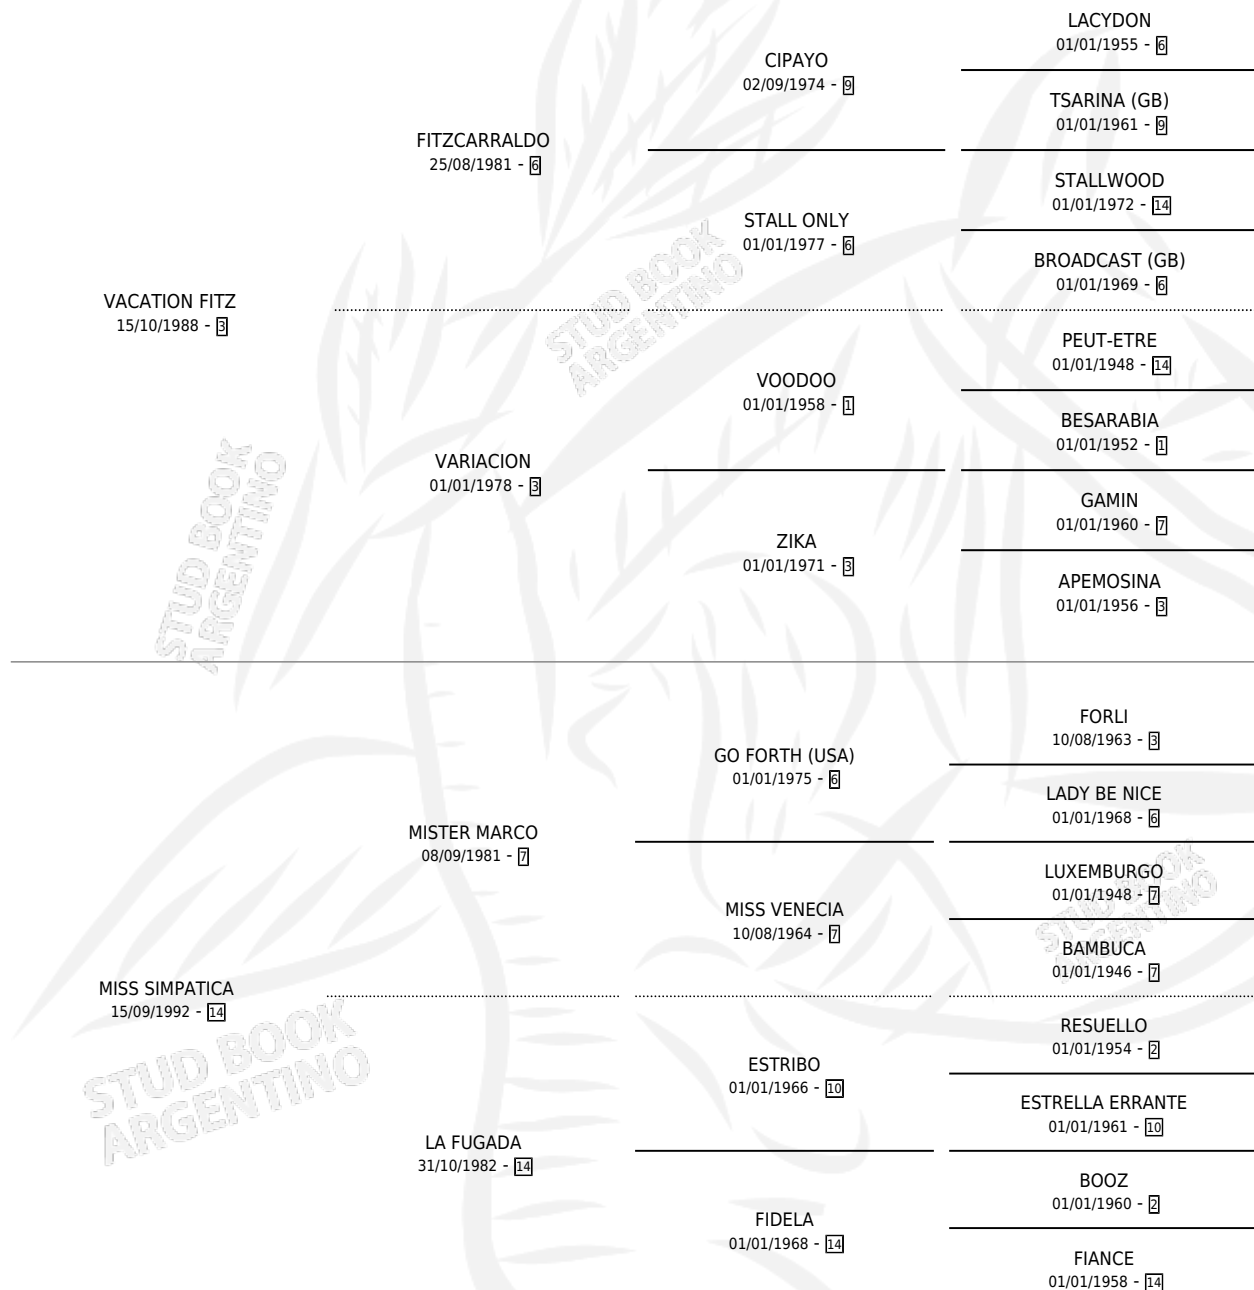 LACYDON
01/01/1955 - 6
CIPAYO
02/09/1974 - 9
TSARINA (GB)
01/01/1961 - 9
FITZCARRALDO
25/08/1981 - 6
STALLWOOD
01/01/1972 - 14
STALL ONLY
01/01/1977 - 6
BROADCAST (GB)
01/01/1969 - 6
VACATION FITZ
15/10/1988 - 3
PEUT-ETRE
01/01/1948 - 14
VOODOO
01/01/1958 - 1
BESARABIA
01/01/1952 - 1
VARIACION
01/01/1978 - 3
GAMIN
01/01/1960 - 7
ZIKA
01/01/1971 - 3
APEMOSINA
01/01/1956 - 3
STUD BOOK
ARGENTINO
STUD BOOK
ARGENTINO
FORLI
10/08/1963 - 3
GO FORTH (USA)
01/01/1975 - 6
LADY BE NICE
01/01/1968 - 6
MISTER MARCO
08/09/1981 - 7
LUXEMBURGO
01/01/1948 - 7
MISS VENECIA
10/08/1964 - 7
BAMBUCA
01/01/1946 - 7
MISS SIMPATICA
15/09/1992 - 14
RESUELLO
01/01/1954 - 2
ESTRIBO
01/01/1966 - 10
ESTRELLA ERRANTE
01/01/1961 - 10
LA FUGADA
31/10/1982 - 14
BOOZ
01/01/1960 - 2
FIDELA
01/01/1968 - 14
FIANCE
01/01/1958 - 14
STUD BOOK
ARGENTINO
STUD BOOK
ARGENTINO